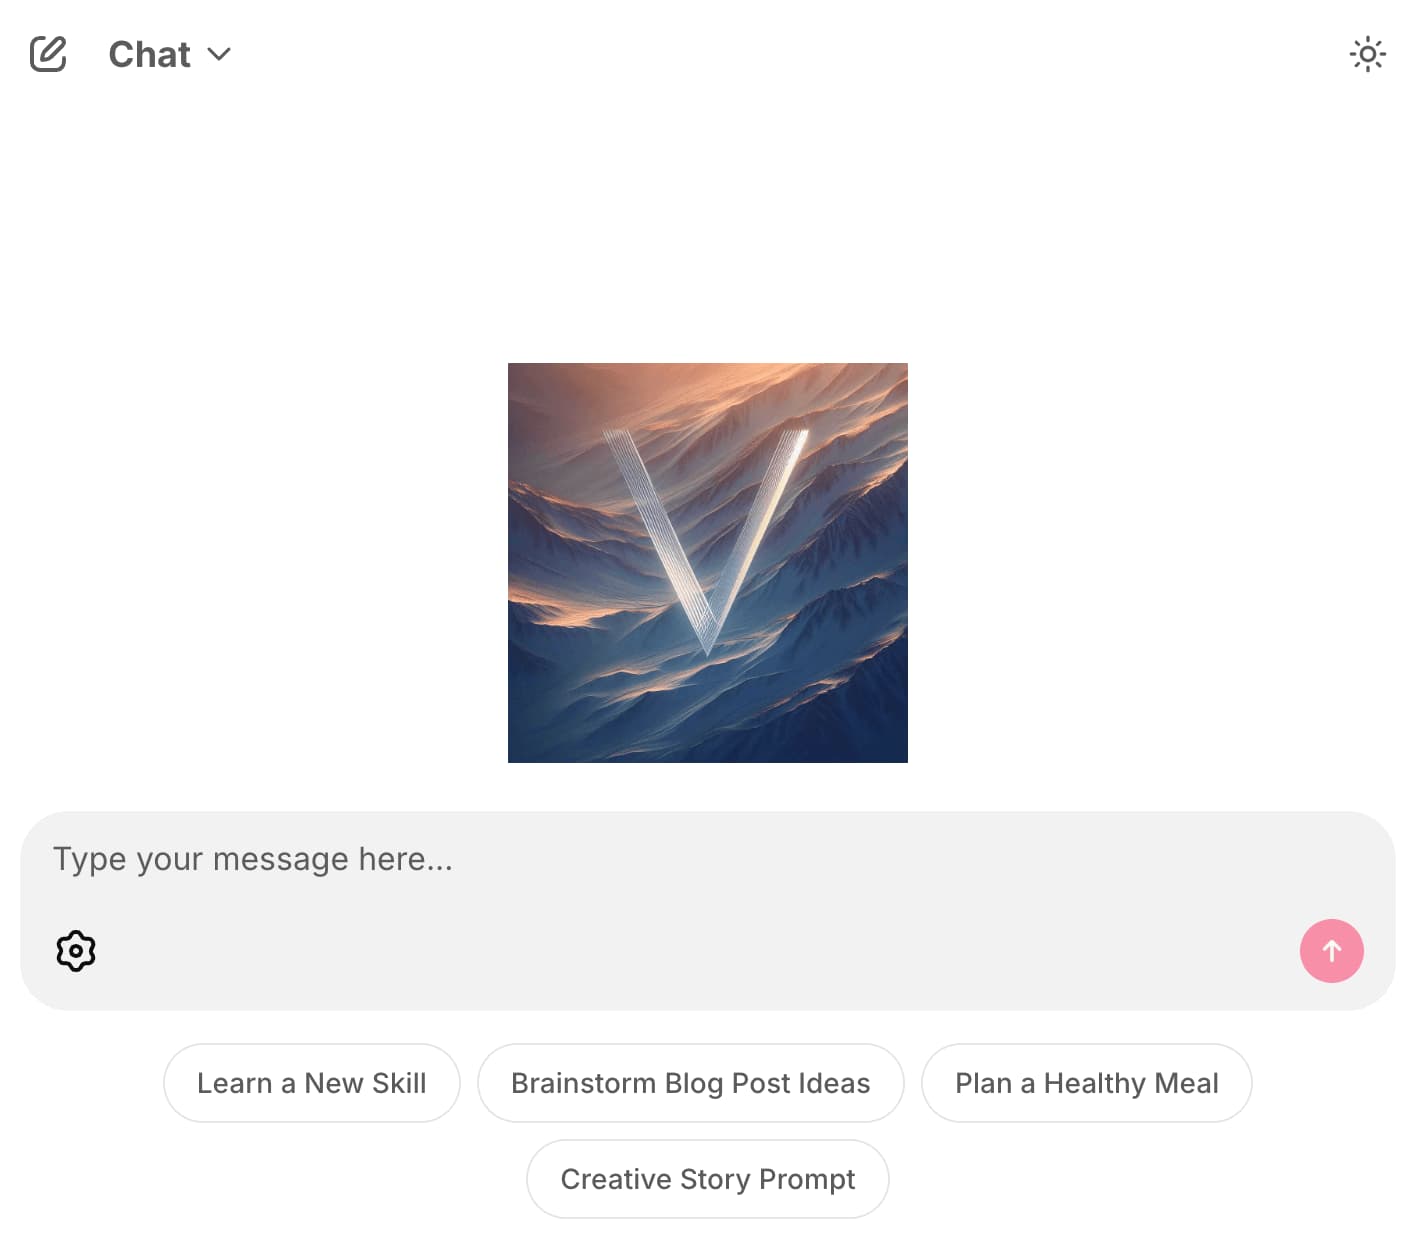 Chat
V
Type your message here...
Learn a New Skill
Brainstorm Blog Post Ideas
Plan a Healthy Meal
Creative Story Prompt